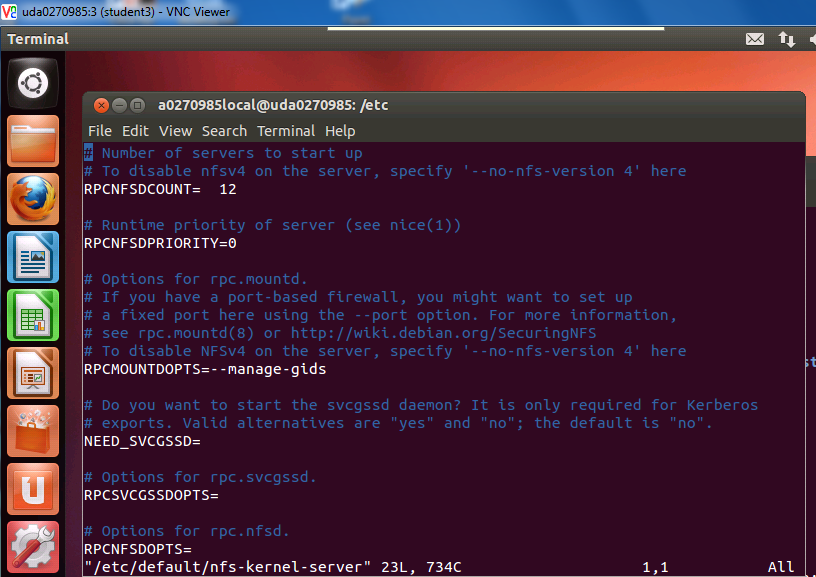 uda0270985:3 (student3) - VNC Viewer
Terminal
a0270985local@uda0270985: /etc
File Edit View Search Terminal Help
# Number of servers to start up
# To disable nfsv4 on the server, specify '--no-nfs-version 4' here
RPCNFSDCOUNT=  12
# Runtime priority of server (see nice(1))
RPCNFSDPRIORITY=0
# Options for rpc.mountd.
# If you have a port-based firewall, you might want to set up
# a fixed port here using the --port option. For more information,
# see rpc.mountd(8) or http://wiki.debian.org/SecuringNFS
# To disable NFSv4 on the server, specify '--no-nfs-version 4' here
RPCMOUNTDOPTS=--manage-gids
# Do you want to start the svcgssd daemon? It is only required for Kerberos
# exports. Valid alternatives are "yes" and "no"; the default is "no".
NEED_SVCGSSD=
# Options for rpc.svcgssd.
RPCSVCGSSDOPTS=
# Options for rpc.nfsd.
RPCNFSDOPTS=
"/etc/default/nfs-kernel-server" 23L, 734C 1,1 All